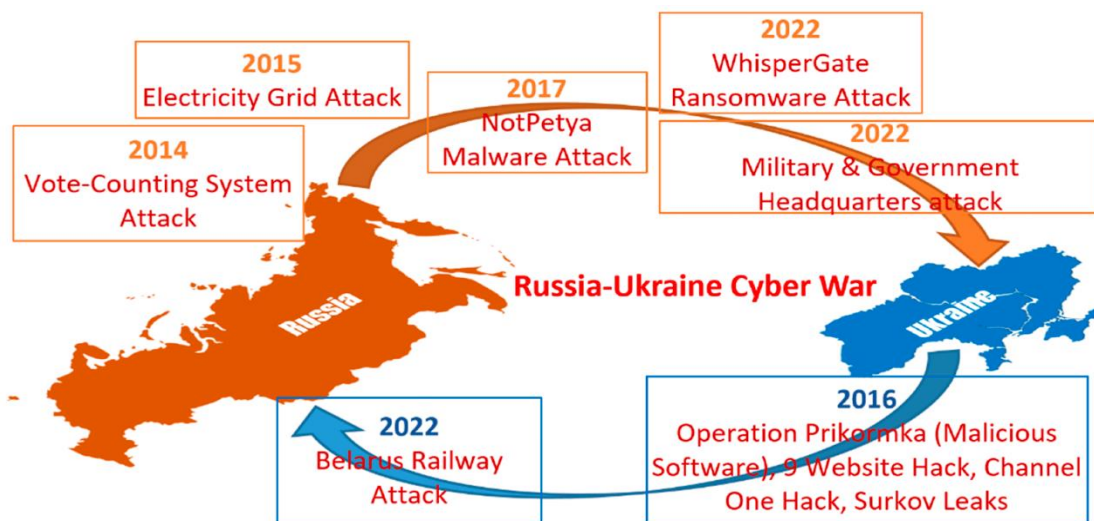 2015
Electricity Grid Attack
2014
Vote-Counting System
Attack
2017
NotPetya
Malware Attack
2022
WhisperGate
Ransomware Attack
2022
Military & Government
Headquarters attack
Russia
Russia-Ukraine Cyber War
Ukraine
2022
Belarus Railway
Attack
2016
Operation Prikormka (Malicious
Software), 9 Website Hack, Channel
One Hack, Surkov Leaks